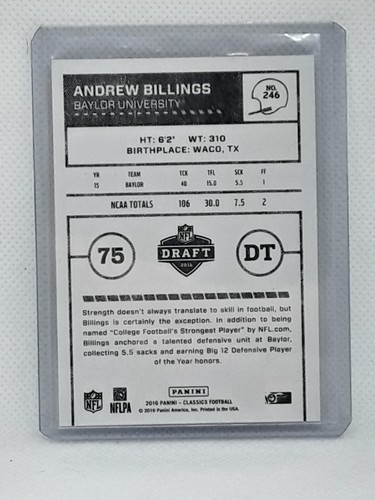 ANDREW BILLINGS
BAYLOR UNIVERSITY
NO.
246
HT: 6'2" WT: 310
BIRTHPLACE: WACO, TX
YR TEAM TCK TFL SCK FF
15 BAYLOR 40 15.0 5.5 1
NCAA TOTALS 106 30.0 7.5 2
75
NFL
DRAFT
2016
DT
Strength doesn't always translate to skill in football, but
Billings is certainly the exception. In addition to being
named "College Football's Strongest Player" by NFL.com,
Billings anchored a talented defensive unit at Baylor,
collecting 5.5 sacks and earning Big 12 Defensive Player
of the Year honors.
NFL
NFLPA
PANINI
2016 PANINI - CLASSICS FOOTBALL
© 2016 Panini America, Inc. Printed in the USA.